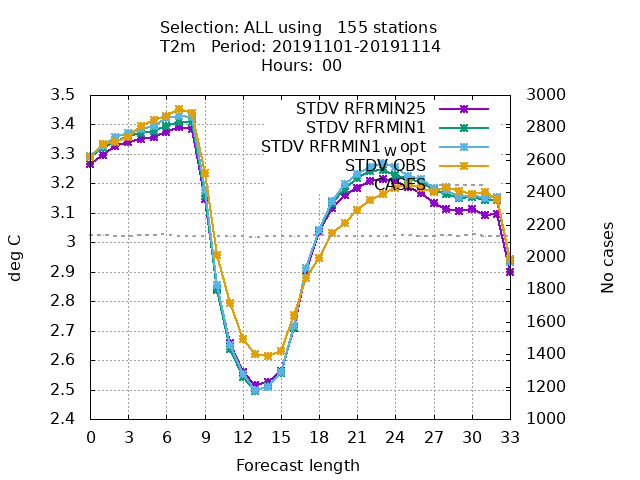 Selection: ALL using   155 stations
T2m   Period: 20191101-20191114
Hours: 00
3.5
3.4
3.3
3.2
3.1
3
2.9
2.8
2.7
2.6
2.5
2.4
deg C
STDV RFRMIN25
STDV RFRMIN1
STDV RFRMIN1wopt
STDV OBS
CASES
3000
2800
2600
2400
2200
2000
1800
1600
1400
1200
1000
No cases
0 3 6 9 12 15 18 21 24 27 30 33
Forecast length